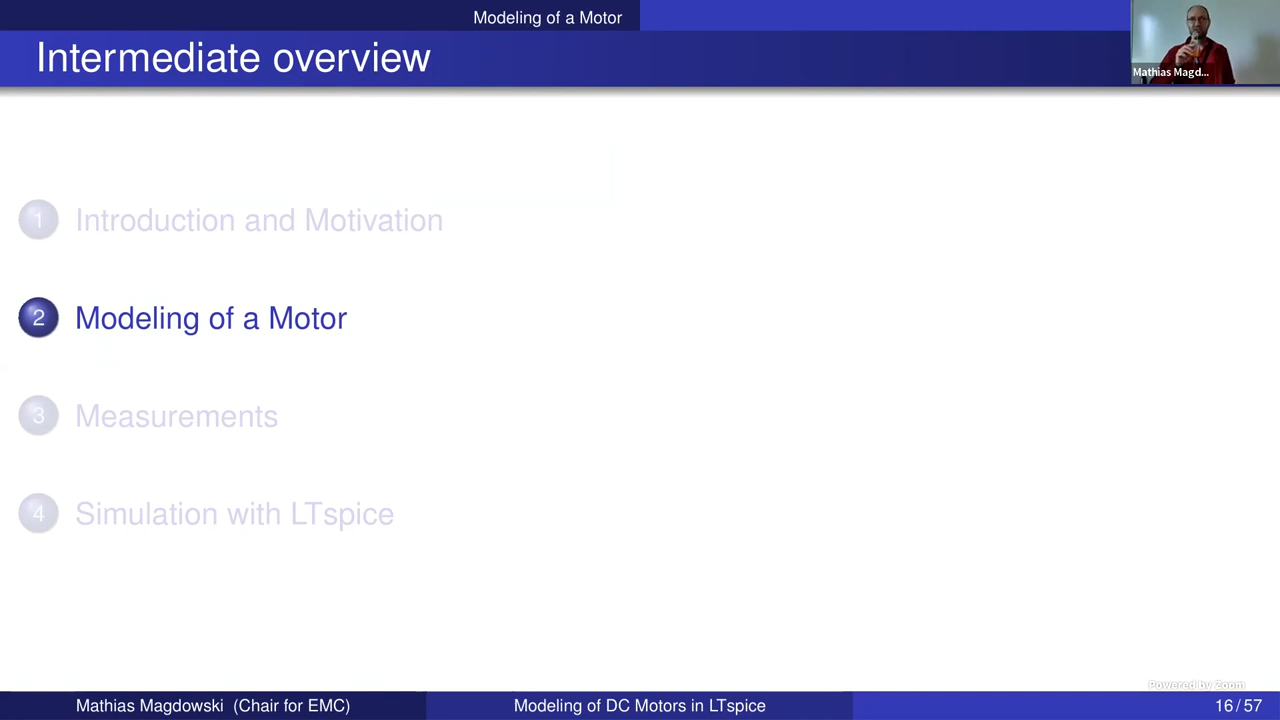 Modeling of a Motor
Intermediate overview
Mathias Magd...
1 Introduction and Motivation
2 Modeling of a Motor
3 Measurements
4 Simulation with LTspice
Powered by Zoom
Mathias Magdowski (Chair for EMC) Modeling of DC Motors in LTspice 16/57